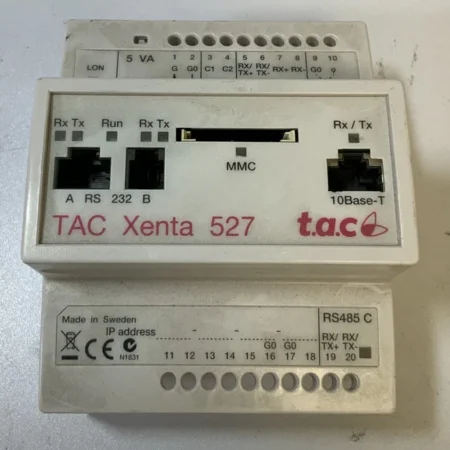 LON
5 VA
1 2 3 4 5 6 7 8 9 10
G G0 C1 C2 RX/TX+ RX/TX- RX+ RX- G0
Rx Tx Run Rx Tx
Rx / Tx
MMC
A RS 232 B
10Base-T
TAC Xenta 527
t.a.c
Made in Sweden
IP address
RS485 C
CE
N1831
G0 G0 RX/TX+ RX/TX-
11 12 13 14 15 16 17 18 19 20